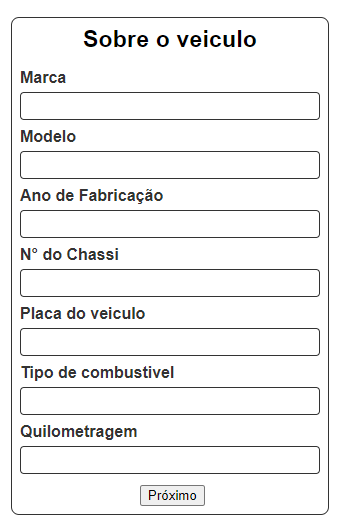 Sobre o veiculo
Marca
Modelo
Ano de Fabricação
N° do Chassi
Placa do veiculo
Tipo de combustivel
Quilometragem
Próximo